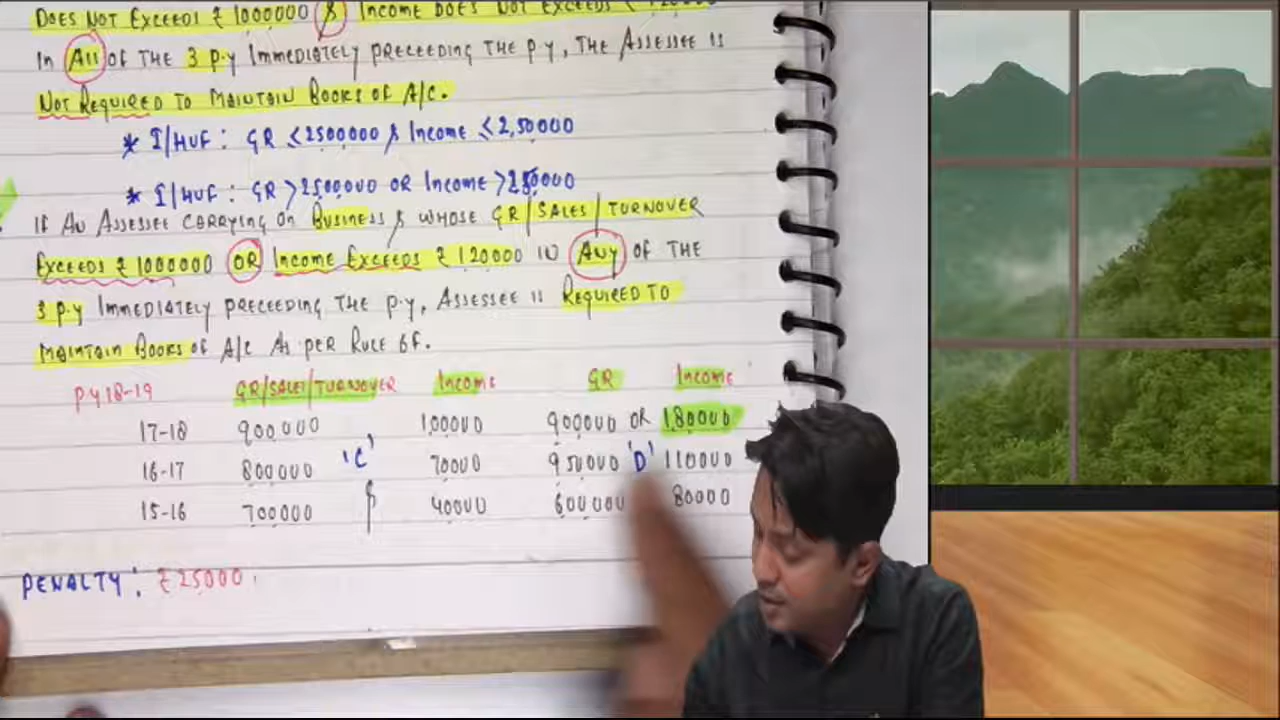 DOES NOT EXCEEDS ₹ 1000000 & INCOME DOES NOT EXCEEDS ₹ 120000
IN All OF THE 3 P.Y IMMEDIATELY PRECEEDING THE P.Y, THE ASSESSEE IS
NOT REQUIRED TO MAINTAIN BOOKS OF A/C.
* I/HUF: GR ≤ 2500000 & Income ≤ 2,50000
* I/HUF: GR > 2500000 OR Income > 250000
IF AN ASSESSEE CARRYING ON BUSINESS & WHOSE GR/SALES/TURNOVER
EXCEEDS ₹ 1000000 OR INCOME EXCEEDS ₹ 120000 IN ANY OF THE
3 P.Y IMMEDIATELY PRECEEDING THE P.Y, ASSESSEE IS REQUIRED TO
MAINTAIN BOOKS OF A/C AS PER RULE 6F.
P.Y 18-19 GR/SALES/TURNOVER INCOME GR INCOME
17-18 900000 100000 900000 OR 180000
16-17 800000 'C' 70000 950000 'D' 110000
15-16 700000 & 40000 600000 80000
PENALTY: ₹ 25000.